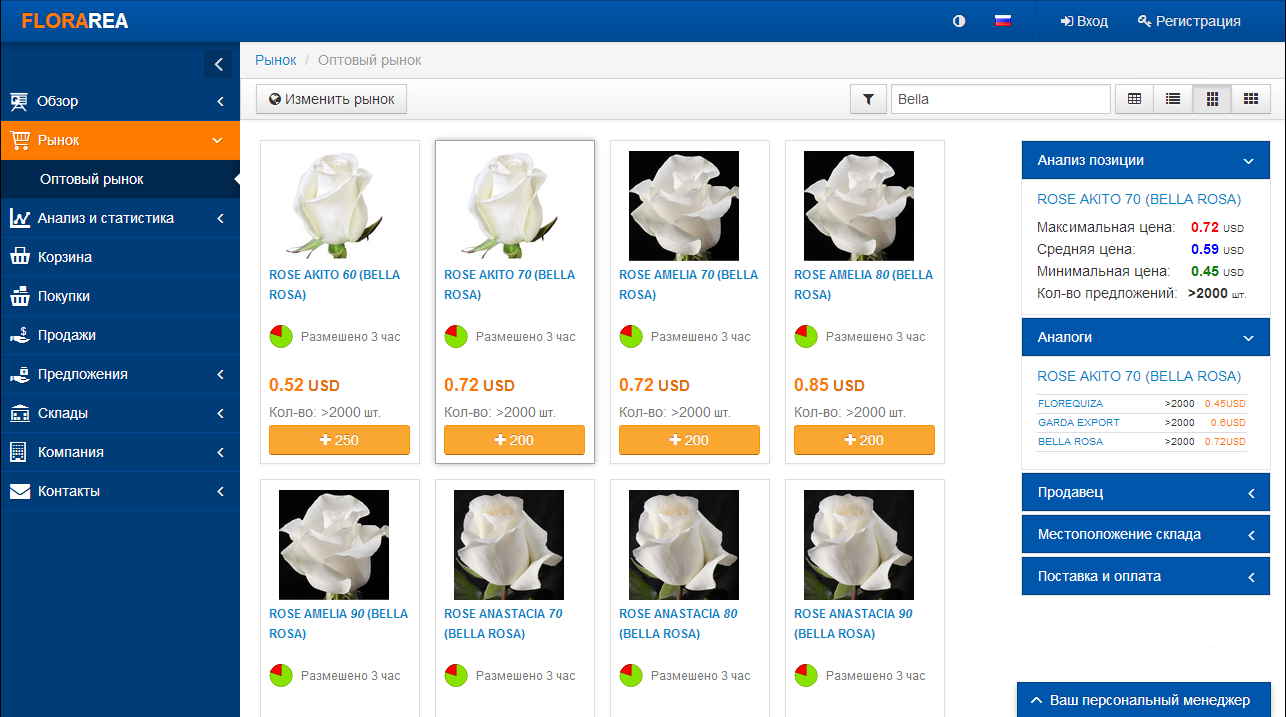 FLORAREA
Вход
Регистрация
Рынок / Оптовый рынок
Изменить рынок
Bella
Обзор
Рынок
Оптовый рынок
Анализ и статистика
Корзина
Покупки
Продажи
Предложения
Склады
Компания
Контакты
ROSE AKITO 60 (BELLA
ROSA)
Размешено 3 час
0.52 USD
Кол-во: >2000 шт.
+ 250
ROSE AKITO 70 (BELLA
ROSA)
Размешено 3 час
0.72 USD
Кол-во: >2000 шт.
+ 200
ROSE AMELIA 70 (BELLA
ROSA)
Размешено 3 час
0.72 USD
Кол-во: >2000 шт.
+ 200
ROSE AMELIA 80 (BELLA
ROSA)
Размешено 3 час
0.85 USD
Кол-во: >2000 шт.
+ 200
ROSE AMELIA 90 (BELLA
ROSA)
Размешено 3 час
ROSE ANASTACIA 70
(BELLA ROSA)
Размешено 3 час
ROSE ANASTACIA 80
(BELLA ROSA)
Размешено 3 час
ROSE ANASTACIA 90
(BELLA ROSA)
Размешено 3 час
Анализ позиции
ROSE AKITO 70 (BELLA ROSA)
Максимальная цена: 0.72 USD
Средняя цена: 0.59 USD
Минимальная цена: 0.45 USD
Кол-во предложений: >2000 шт.
Аналоги
ROSE AKITO 70 (BELLA ROSA)
FLOREQUIZA >2000 0.45USD
GARDA EXPORT >2000 0.6USD
BELLA ROSA >2000 0.72USD
Продавец
Местоположение склада
Поставка и оплата
Ваш персональный менеджер